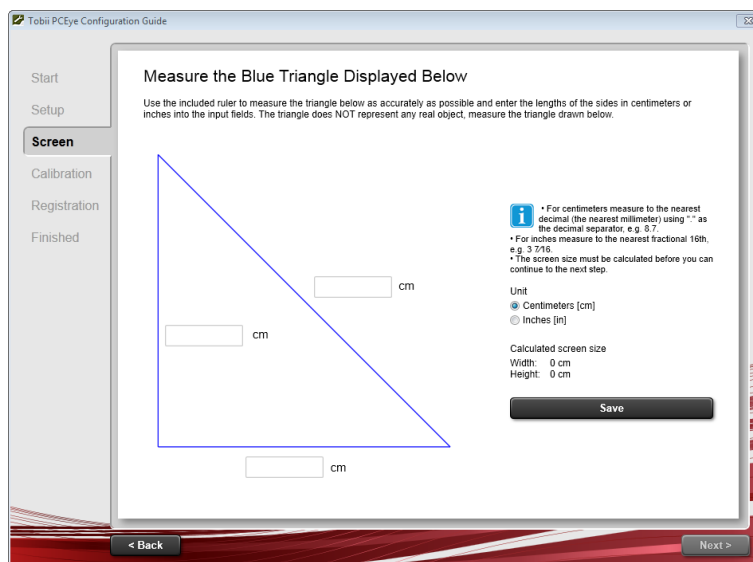 Tobii PCEye Configuration Guide
Start
Setup
Screen
Calibration
Registration
Finished
Measure the Blue Triangle Displayed Below
Use the included ruler to measure the triangle below as accurately as possible and enter the lengths of the sides in centimeters or
inches into the input fields. The triangle does NOT represent any real object, measure the triangle drawn below.
cm
cm
cm
i
• For centimeters measure to the nearest
decimal (the nearest millimeter) using "." as
the decimal separator, e.g. 8.7.
• For inches measure to the nearest fractional 16th,
e.g. 3 7/16.
• The screen size must be calculated before you can
continue to the next step.
Unit
Centimeters [cm]
Inches [in]
Calculated screen size
Width: 0 cm
Height: 0 cm
Save
< Back
Next >